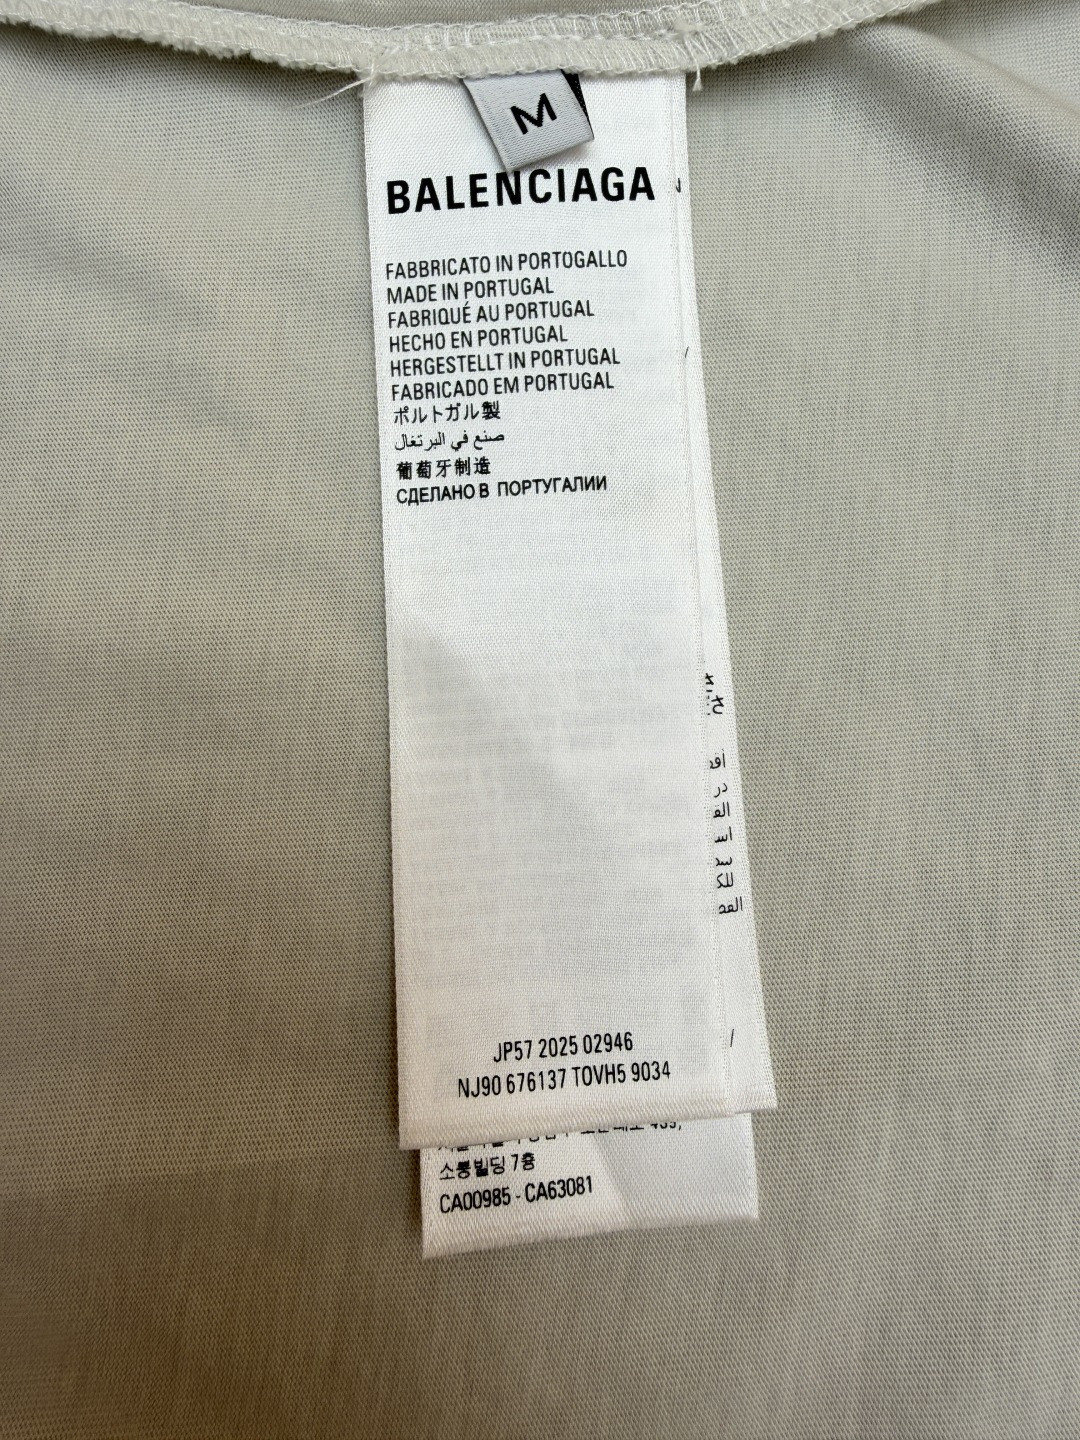 M
BALENCIAGA
FABBRICATO IN PORTOGALLO
MADE IN PORTUGAL
FABRIQUÉ AU PORTUGAL
HECHO EN PORTUGAL
HERGESTELLT IN PORTUGAL
FABRICADO EM PORTUGAL
ポルトガル製
صنع في البرتغال
葡萄牙制造
СДЕЛАНО В ПОРТУГАЛИИ
JP57 2025 02946
NJ90 676137 TOVH5 9034
소봉빌딩 7층
CA00985 - CA63081